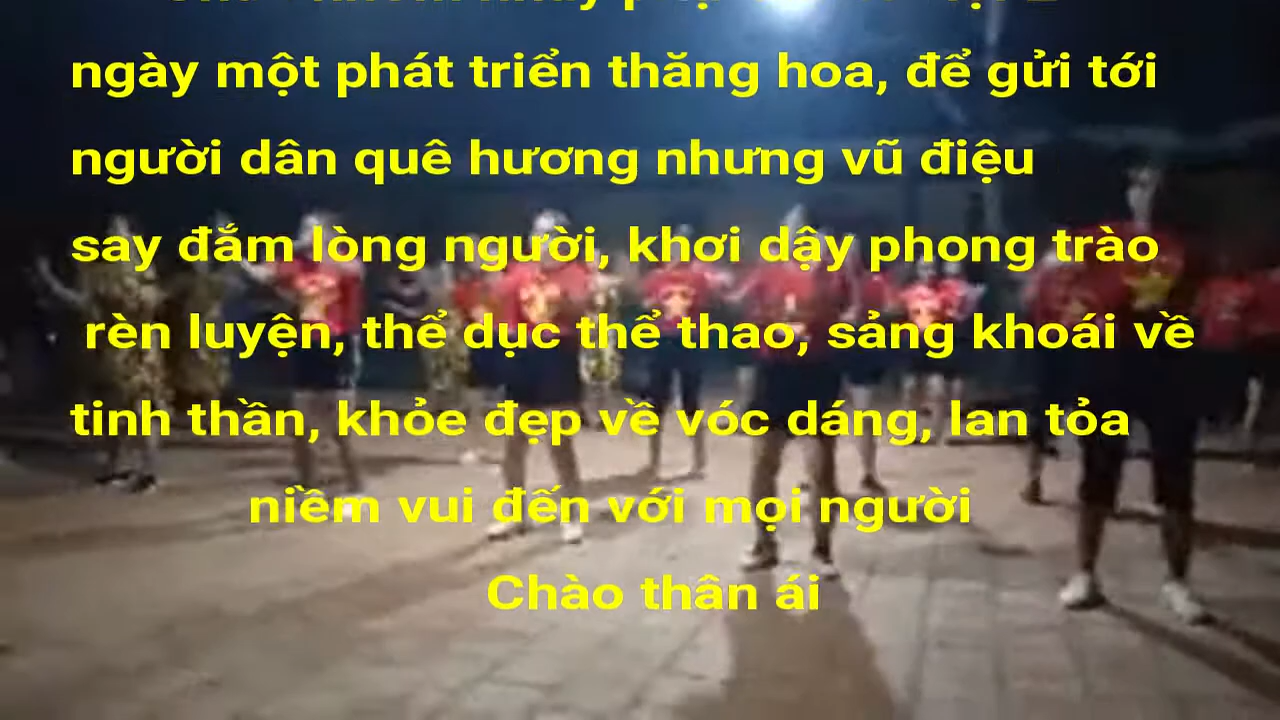 ngày một phát triển thăng hoa, để gửi tới
người dân quê hương nhưng vũ điệu
say đắm lòng người, khơi dậy phong trào
rèn luyện, thể dục thể thao, sảng khoái về
tinh thần, khỏe đẹp về vóc dáng, lan tỏa
niềm vui đến với mọi người
Chào thân ái